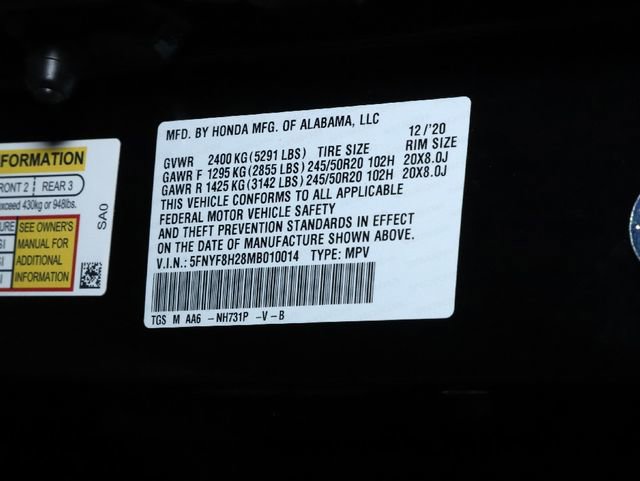 MFD. BY HONDA MFG. OF ALABAMA, LLC 12/'20
GVWR 2400 KG (5291 LBS) TIRE SIZE RIM SIZE
GAWR F 1295 KG (2855 LBS) 245/50R20 102H 20X8.0J
GAWR R 1425 KG (3142 LBS) 245/50R20 102H 20X8.0J
THIS VEHICLE CONFORMS TO ALL APPLICABLE
FEDERAL MOTOR VEHICLE SAFETY
AND THEFT PREVENTION STANDARDS IN EFFECT
ON THE DATE OF MANUFACTURE SHOWN ABOVE.
V.I.N.: 5FNYF8H28MB010014 TYPE: MPV
TGS M AA6 -NH731P -V-B
FORMATION
FRONT 2 REAR 3
exceed 430kg or 948lbs.
SEE OWNER'S
MANUAL FOR
ADDITIONAL
INFORMATION
SA0